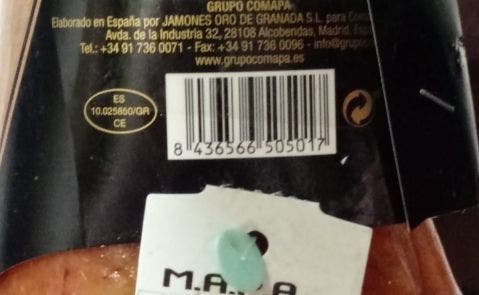 GRUPO COMAPA
Elaborado en España por JAMONES ORO DE GRANADA S.L. para
Avda. de la Industria 32, 28108 Alcobendas, Madrid.
Tel.: +34 91 736 0071 - Fax: +34 91 736 0096 -
www.grupocomapa.es
ES
10.025860/GR
CE
8 436566 505017